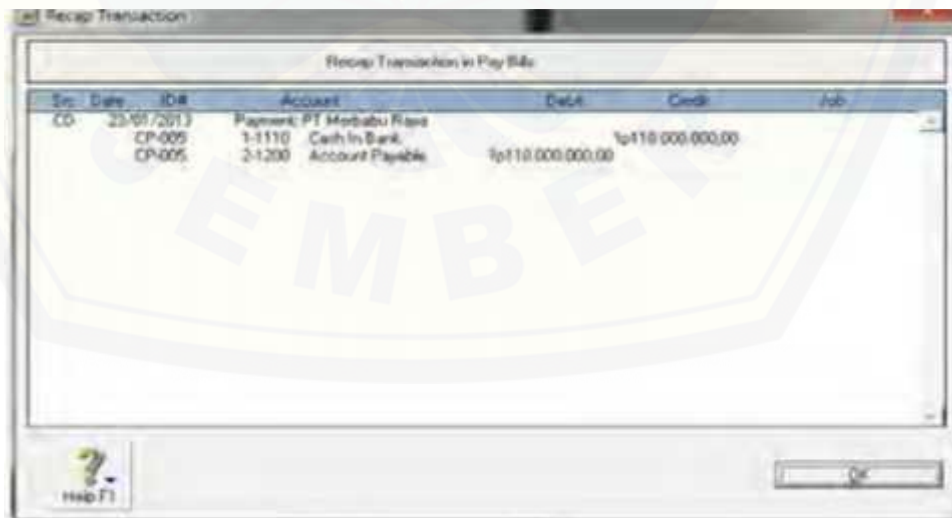 Recap Transaction
Recap Transaction in Pay Bills
Src Date ID# Account Debit Credit Job
CD 23/01/2013 Payment: PT Merbabu Raya
CP-005 1-1110 Cash In Bank Rp110.000.000,00
CP-005 2-1200 Account Payable Rp110.000.000,00
EMBER
Help F1
OK